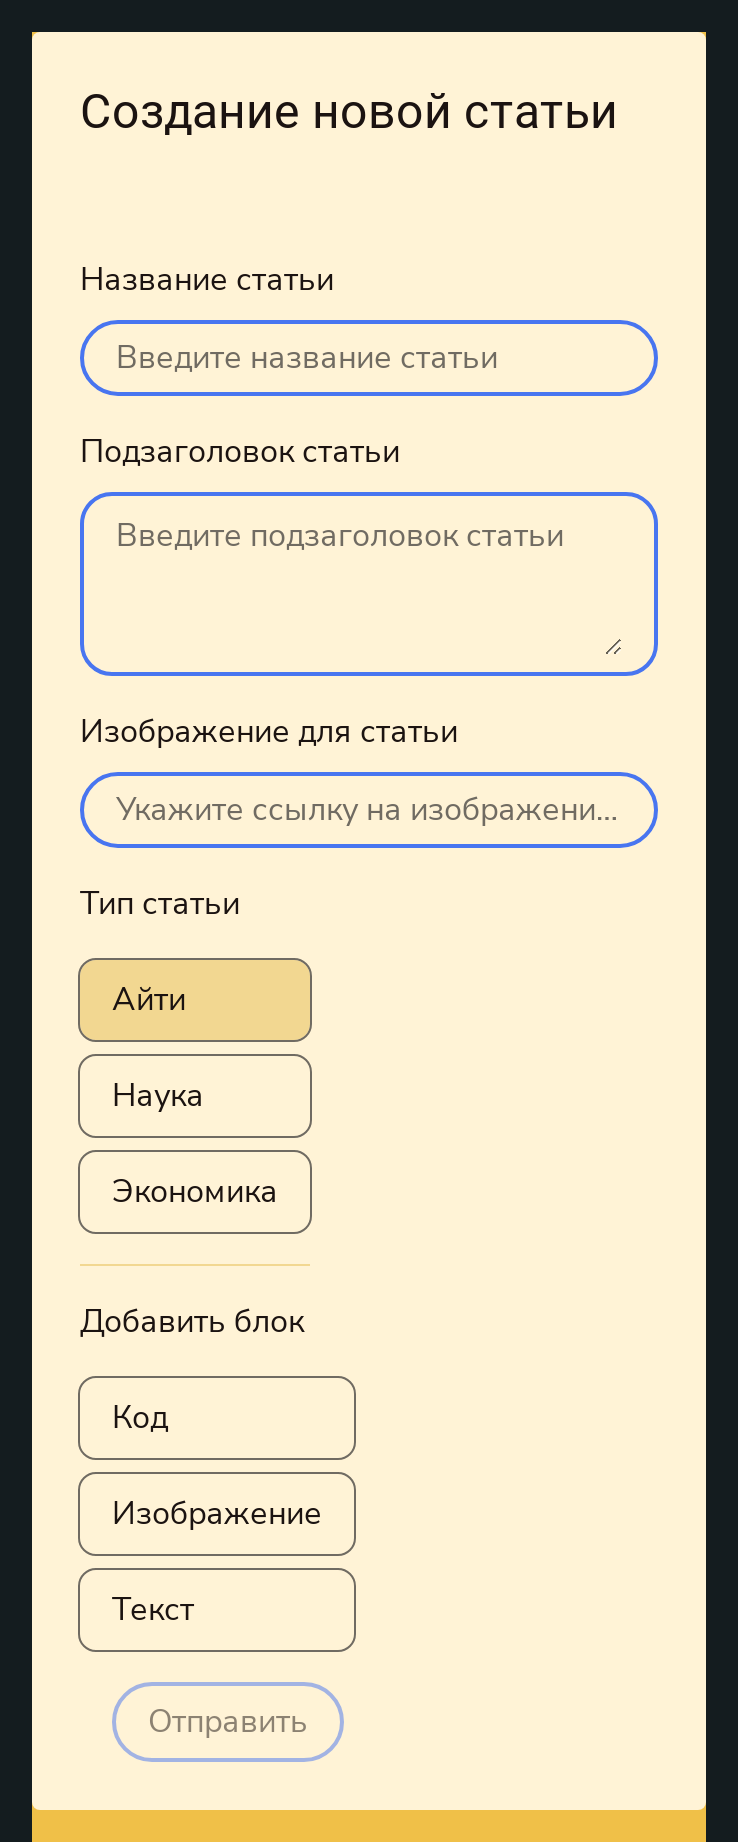 Создание новой статьи
Название статьи
Введите название статьи
Подзаголовок статьи
Введите подзаголовок статьи
Изображение для статьи
Укажите ссылку на изображени...
Тип статьи
Айти
Наука
Экономика
Добавить блок
Код
Изображение
Текст
Отправить